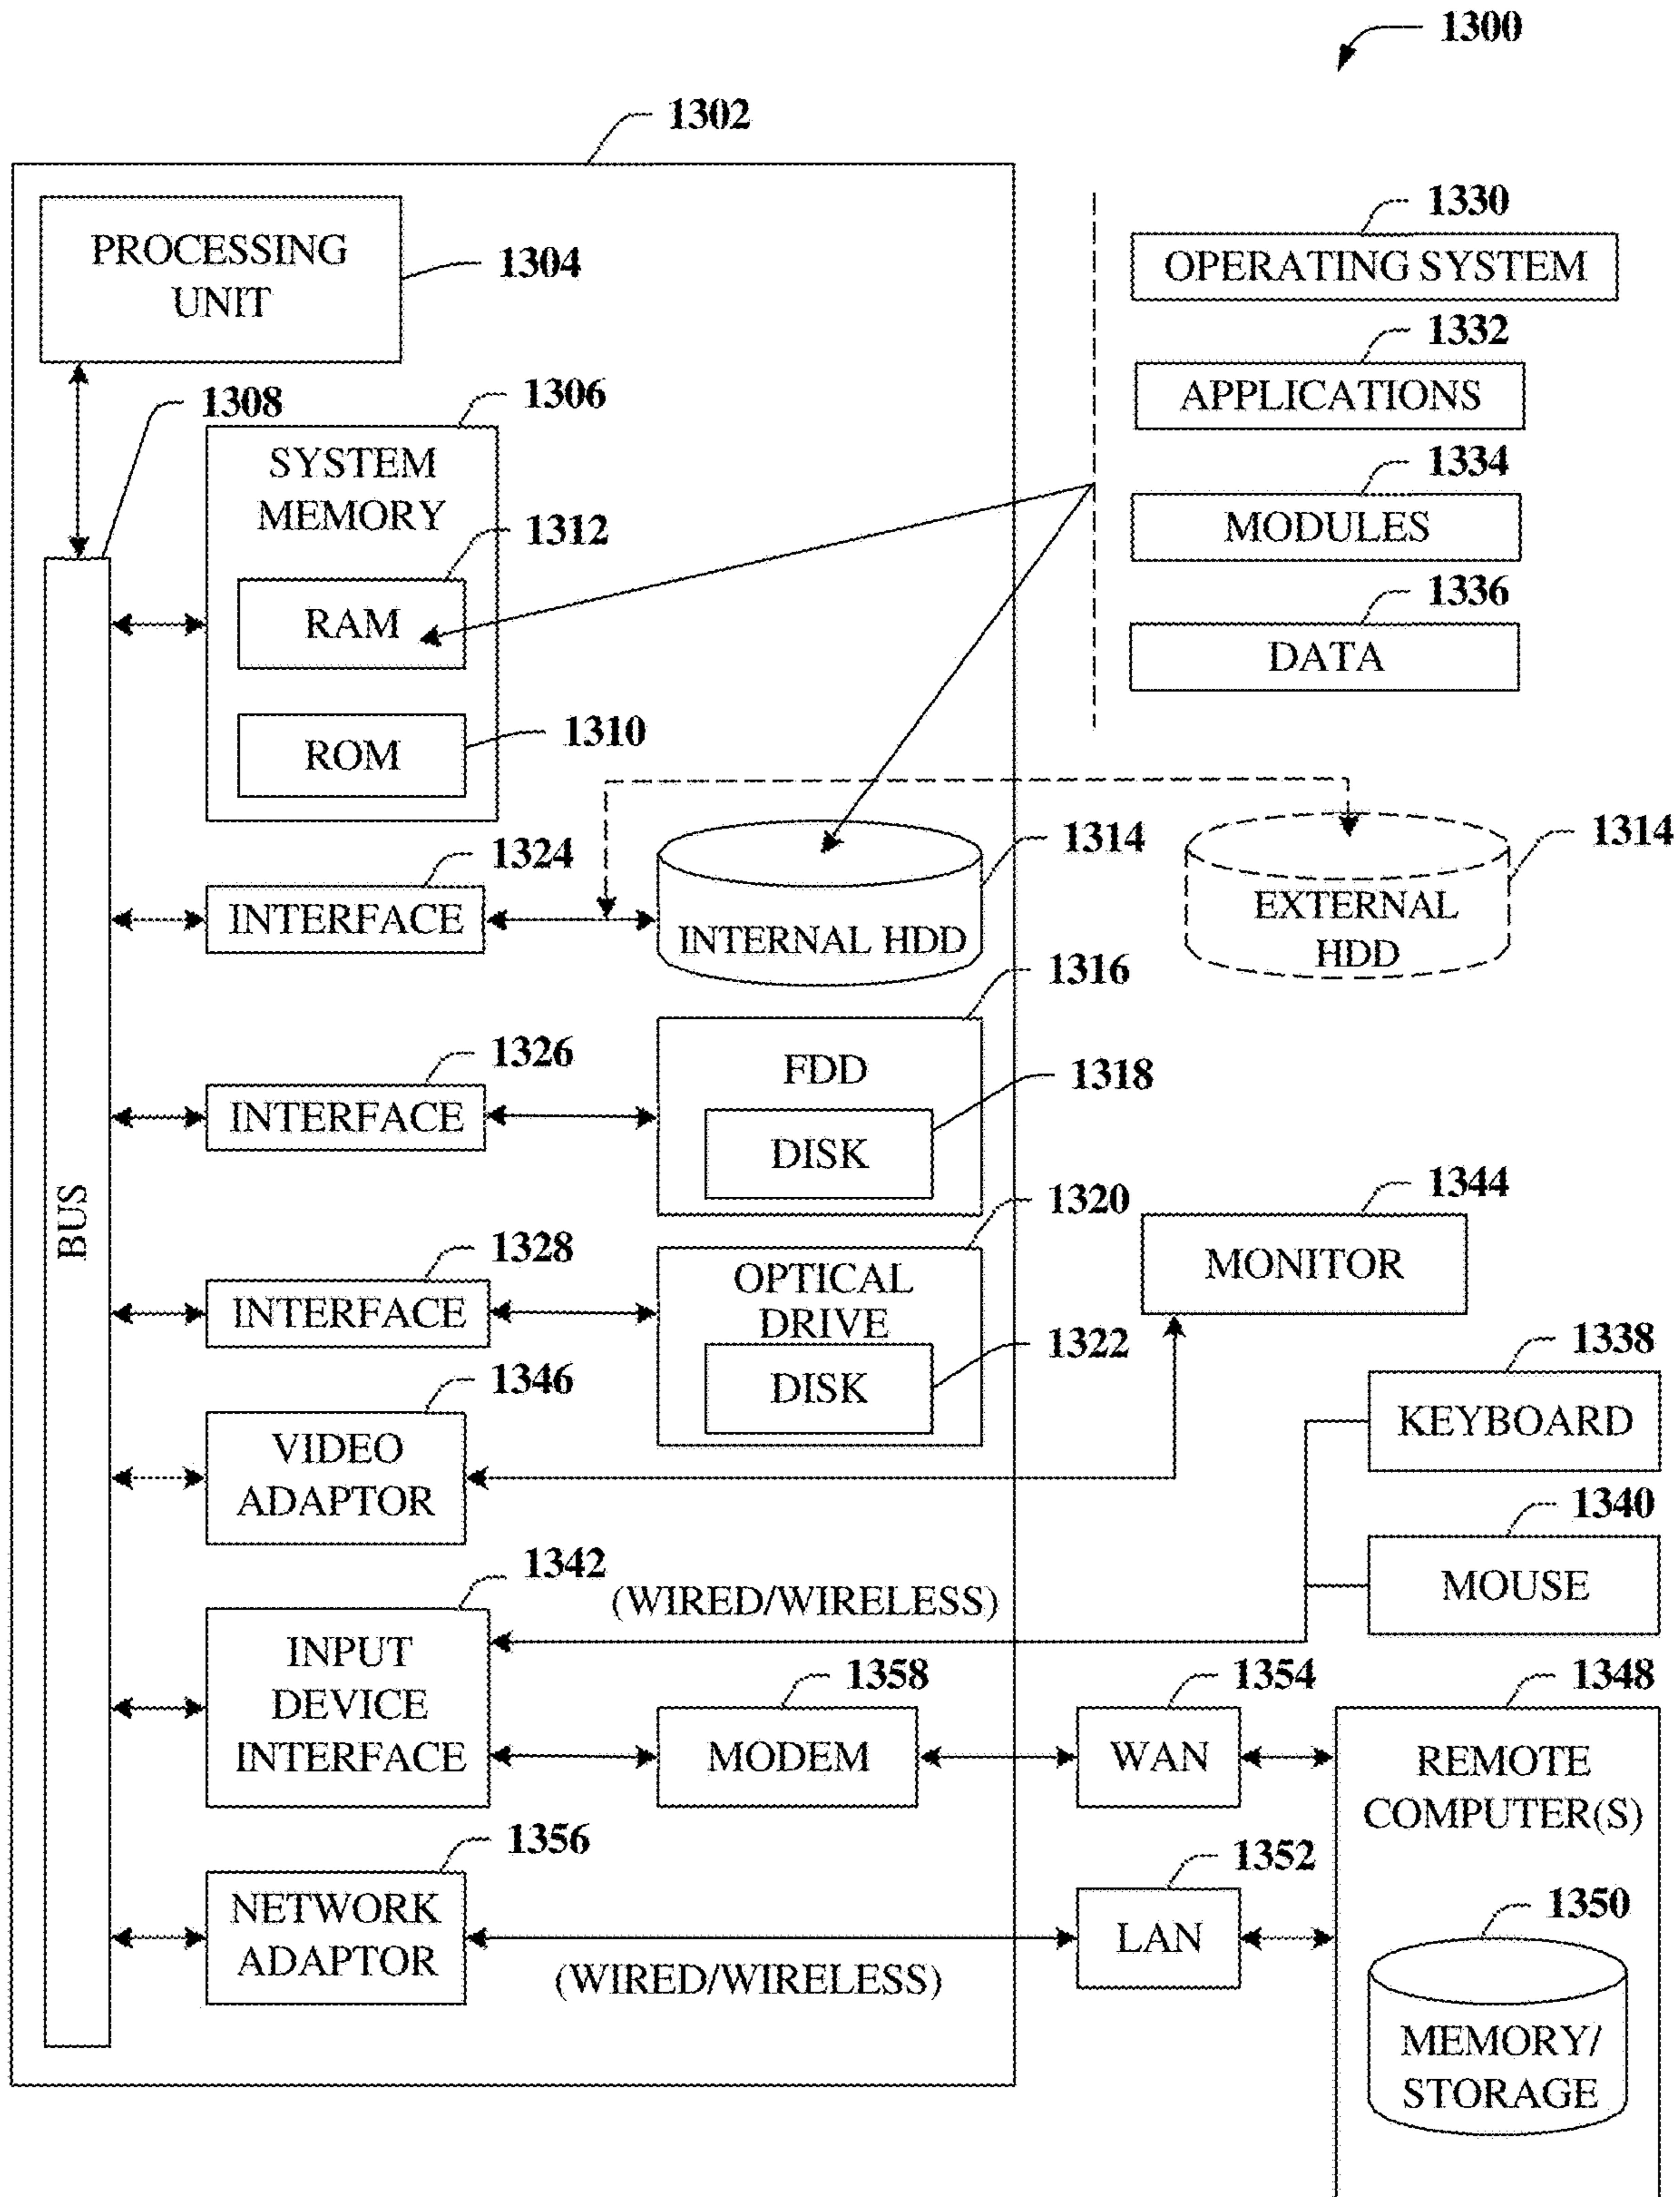 1300
1302
PROCESSING
UNIT
1304
1330
OPERATING SYSTEM
1332
APPLICATIONS
1334
MODULES
1336
DATA
1308
1306
SYSTEM
MEMORY
1312
RAM
1310
ROM
1324
INTERFACE
1314
INTERNAL HDD
1314
EXTERNAL
HDD
1316
FDD
1326
INTERFACE
1318
DISK
BUS
1328
INTERFACE
1320
OPTICAL
DRIVE
1322
DISK
1344
MONITOR
1346
VIDEO
ADAPTOR
1338
KEYBOARD
1340
MOUSE
1342
(WIRED/WIRELESS)
INPUT
DEVICE
INTERFACE
1358
MODEM
1354
WAN
1348
REMOTE
COMPUTER(S)
1356
NETWORK
ADAPTOR
(WIRED/WIRELESS)
1352
LAN
1350
MEMORY/
STORAGE